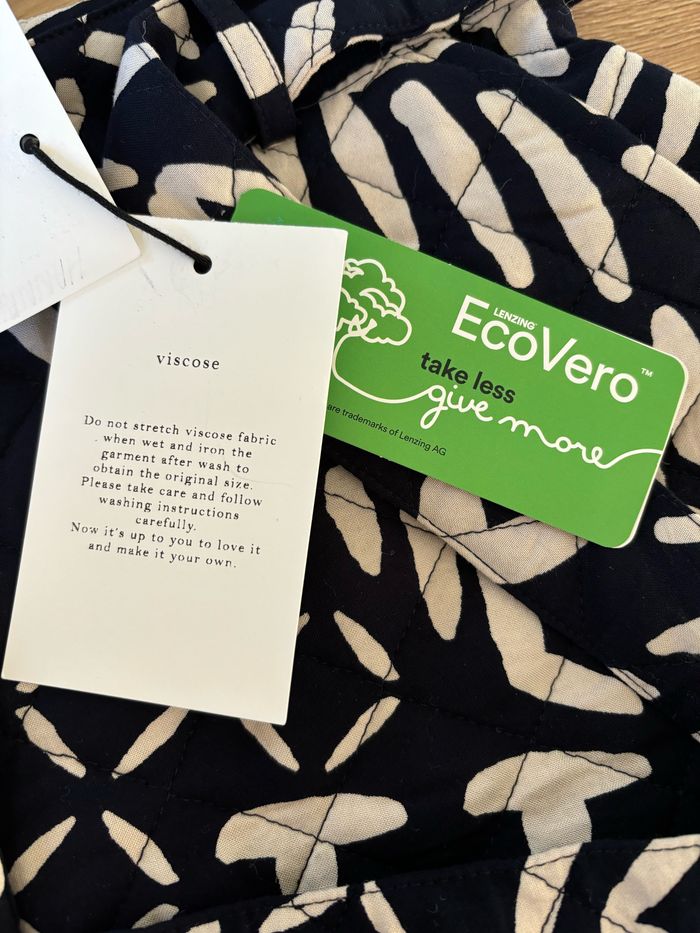 viscose
Do not stretch viscose fabric
. when wet and iron the
garment after wash to
obtain the original size.
Please take care and follow
washing instructions
carefully.
Now it's up to you to love it
and make it your own.
LENZING™
EcoVero™
take less
give more
are trademarks of Lenzing AG